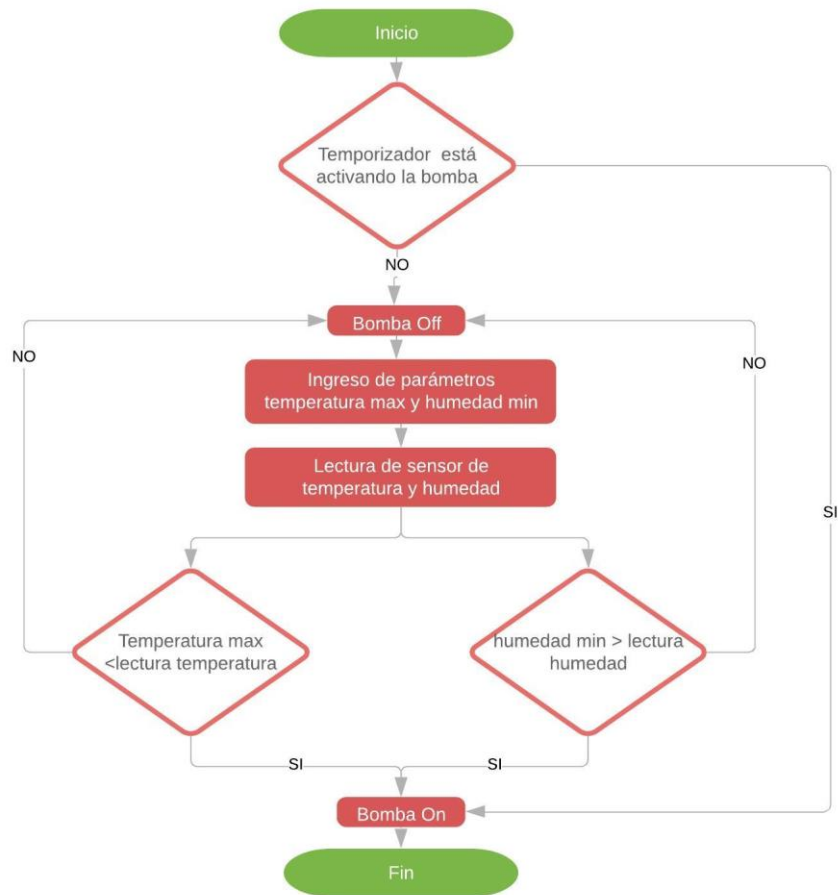 Inicio
Temporizador está
activando la bomba
NO
Bomba Off
NO
NO
Ingreso de parámetros
temperatura max y humedad min
Lectura de sensor de
temperatura y humedad
SI
Temperatura max
<lectura temperatura
humedad min > lectura
humedad
SI
SI
Bomba On
Fin